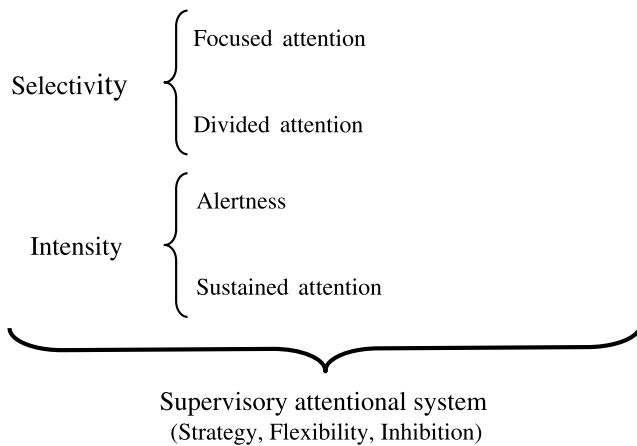 Focused attention
Selectivity
Divided attention
Alertness
Intensity
Sustained attention
Supervisory attentional system
(Strategy, Flexibility, Inhibition)